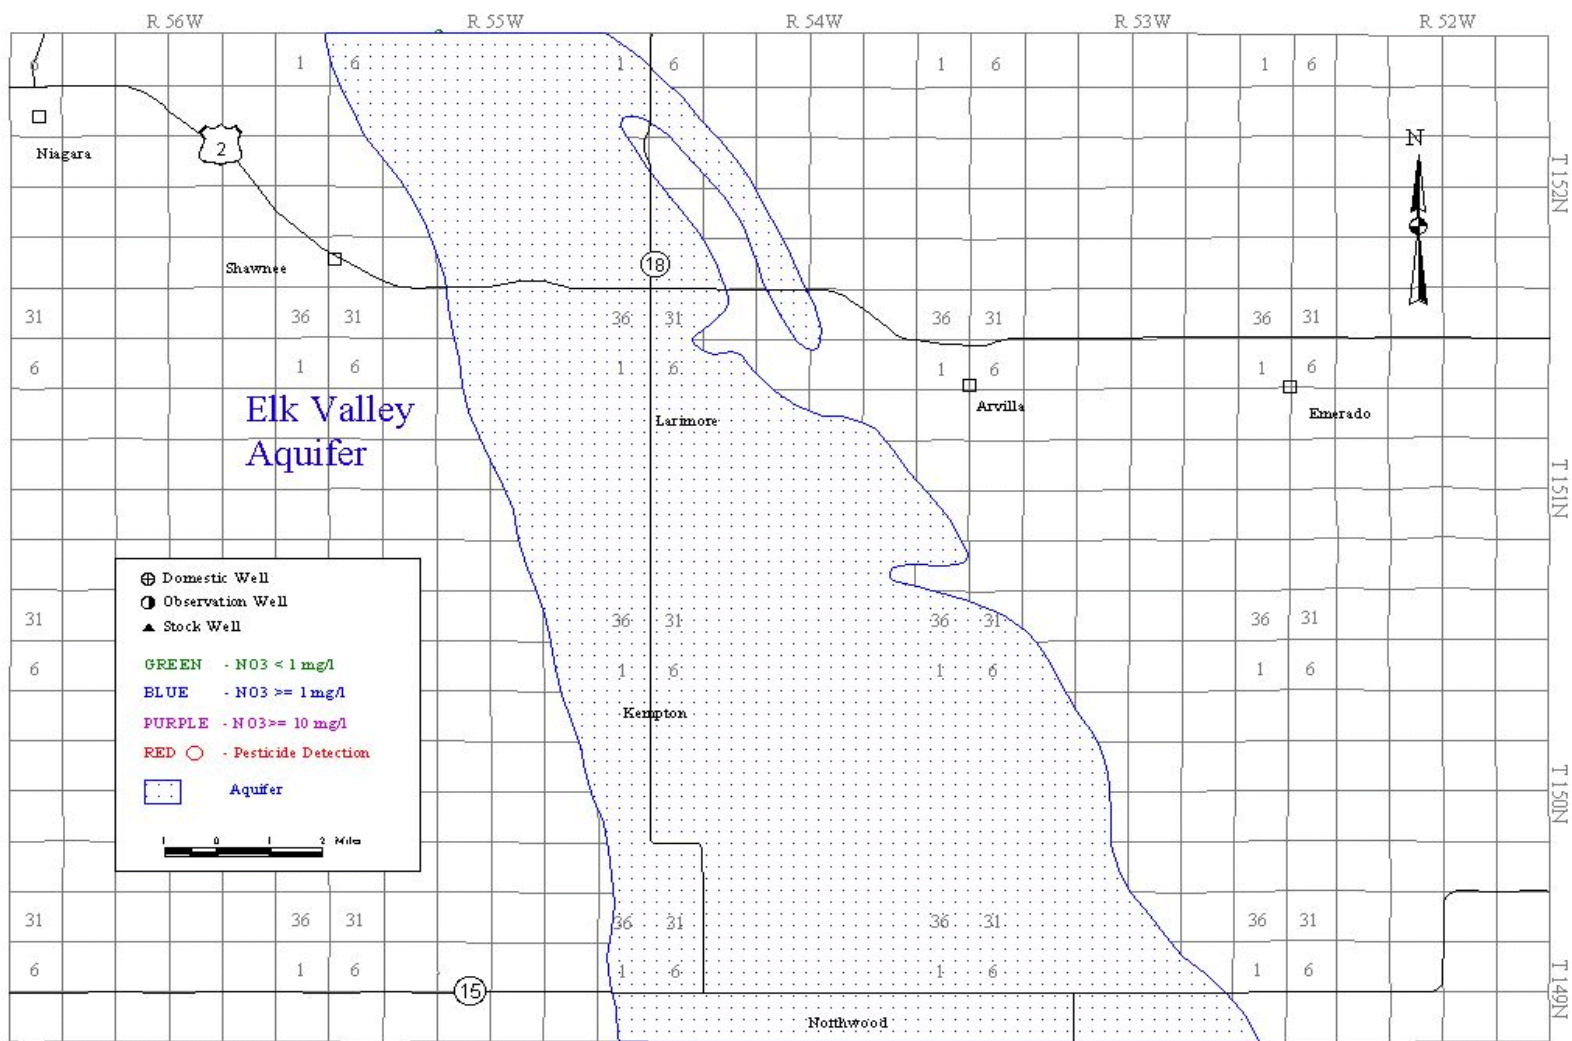 R 56W R 55W R 54W R 53W R 52W
6 1 6 1 6 1 6 1 6
N
Niagara
2
T 152N
Shawnee
18
31 36 31 36 31 36 31 36 31
6 1 6 1 6 1 6 1 6
Elk Valley
Aquifer
Larimore
Arvilla
Emerado
T 151N
Domestic Well
Observation Well
Stock Well
31 36 31 36 31 36 31
GREEN - NO3 < 1 mg/l
6 1 6 1 6 1 6
BLUE - NO3 >= 1 mg/l
Kempton
PURPLE - NO3>= 10 mg/l
RED - Pesticide Detection
Aquifer
T 150N
1 0 1 2 Miles
31 36 31 36 31 36 31 36 31
6 1 6 1 6 1 6 1 6
15
T 149N
Northwood